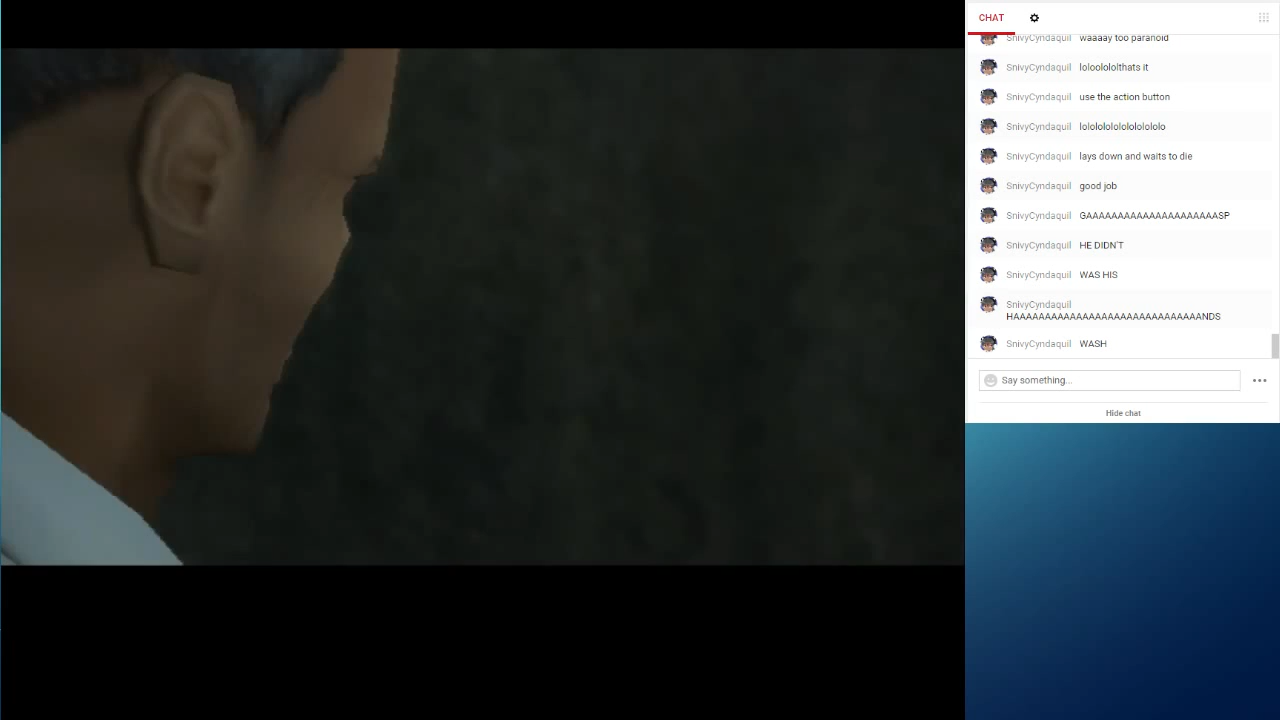 CHAT
SnivyCyndaquil waaaay too paranoid
SnivyCyndaquil loloolololthats it
SnivyCyndaquil use the action button
SnivyCyndaquil lolololololololololo
SnivyCyndaquil lays down and waits to die
SnivyCyndaquil good job
SnivyCyndaquil GAAAAAAAAAAAAAAAAAAAAASP
SnivyCyndaquil HE DIDN'T
SnivyCyndaquil WAS HIS
SnivyCyndaquil
HAAAAAAAAAAAAAAAAAAAAAAAAAAAAAANDS
SnivyCyndaquil WASH
Say something...
Hide chat